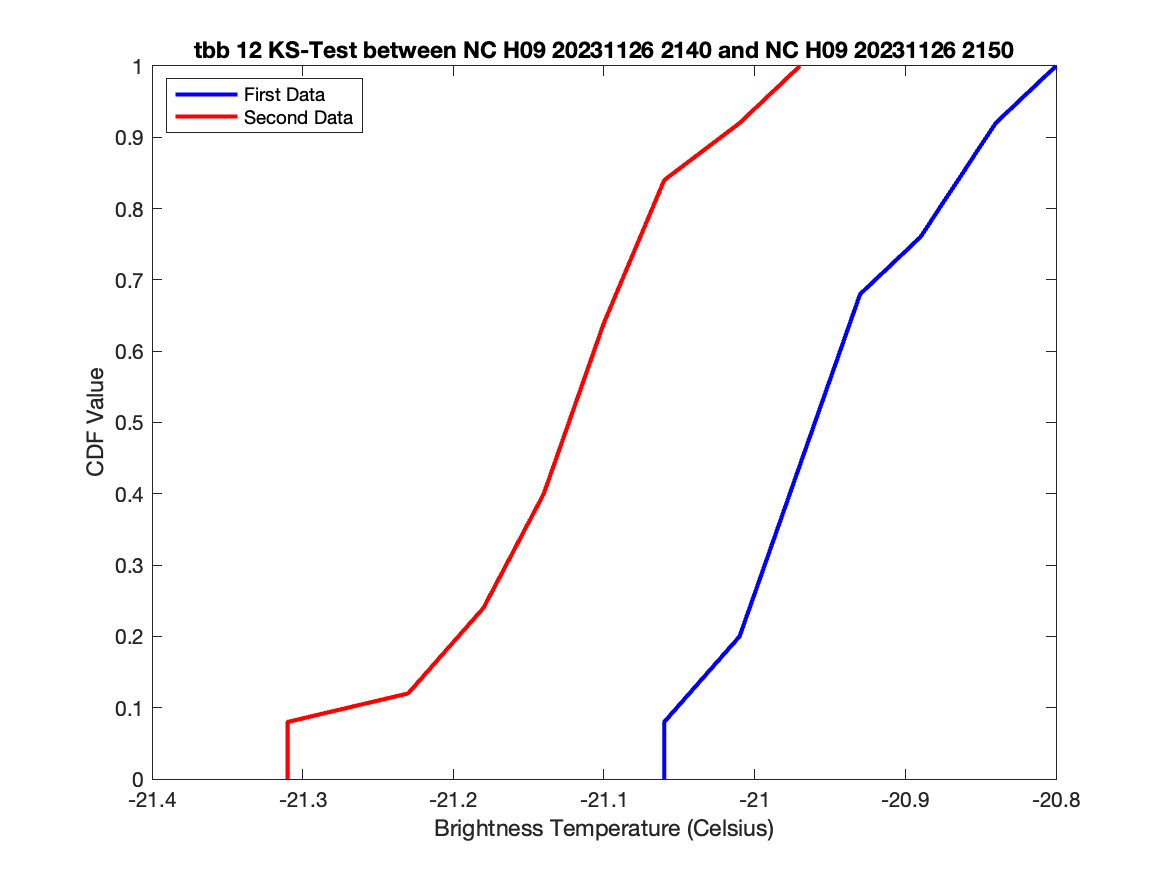 tbb 12 KS-Test between NC H09 20231126 2140 and NC H09 20231126 2150
First Data
Second Data
1
0.9
0.8
0.7
0.6
0.5
0.4
0.3
0.2
0.1
0
CDF Value
-21.4 -21.3 -21.2 -21.1 -21 -20.9 -20.8
Brightness Temperature (Celsius)